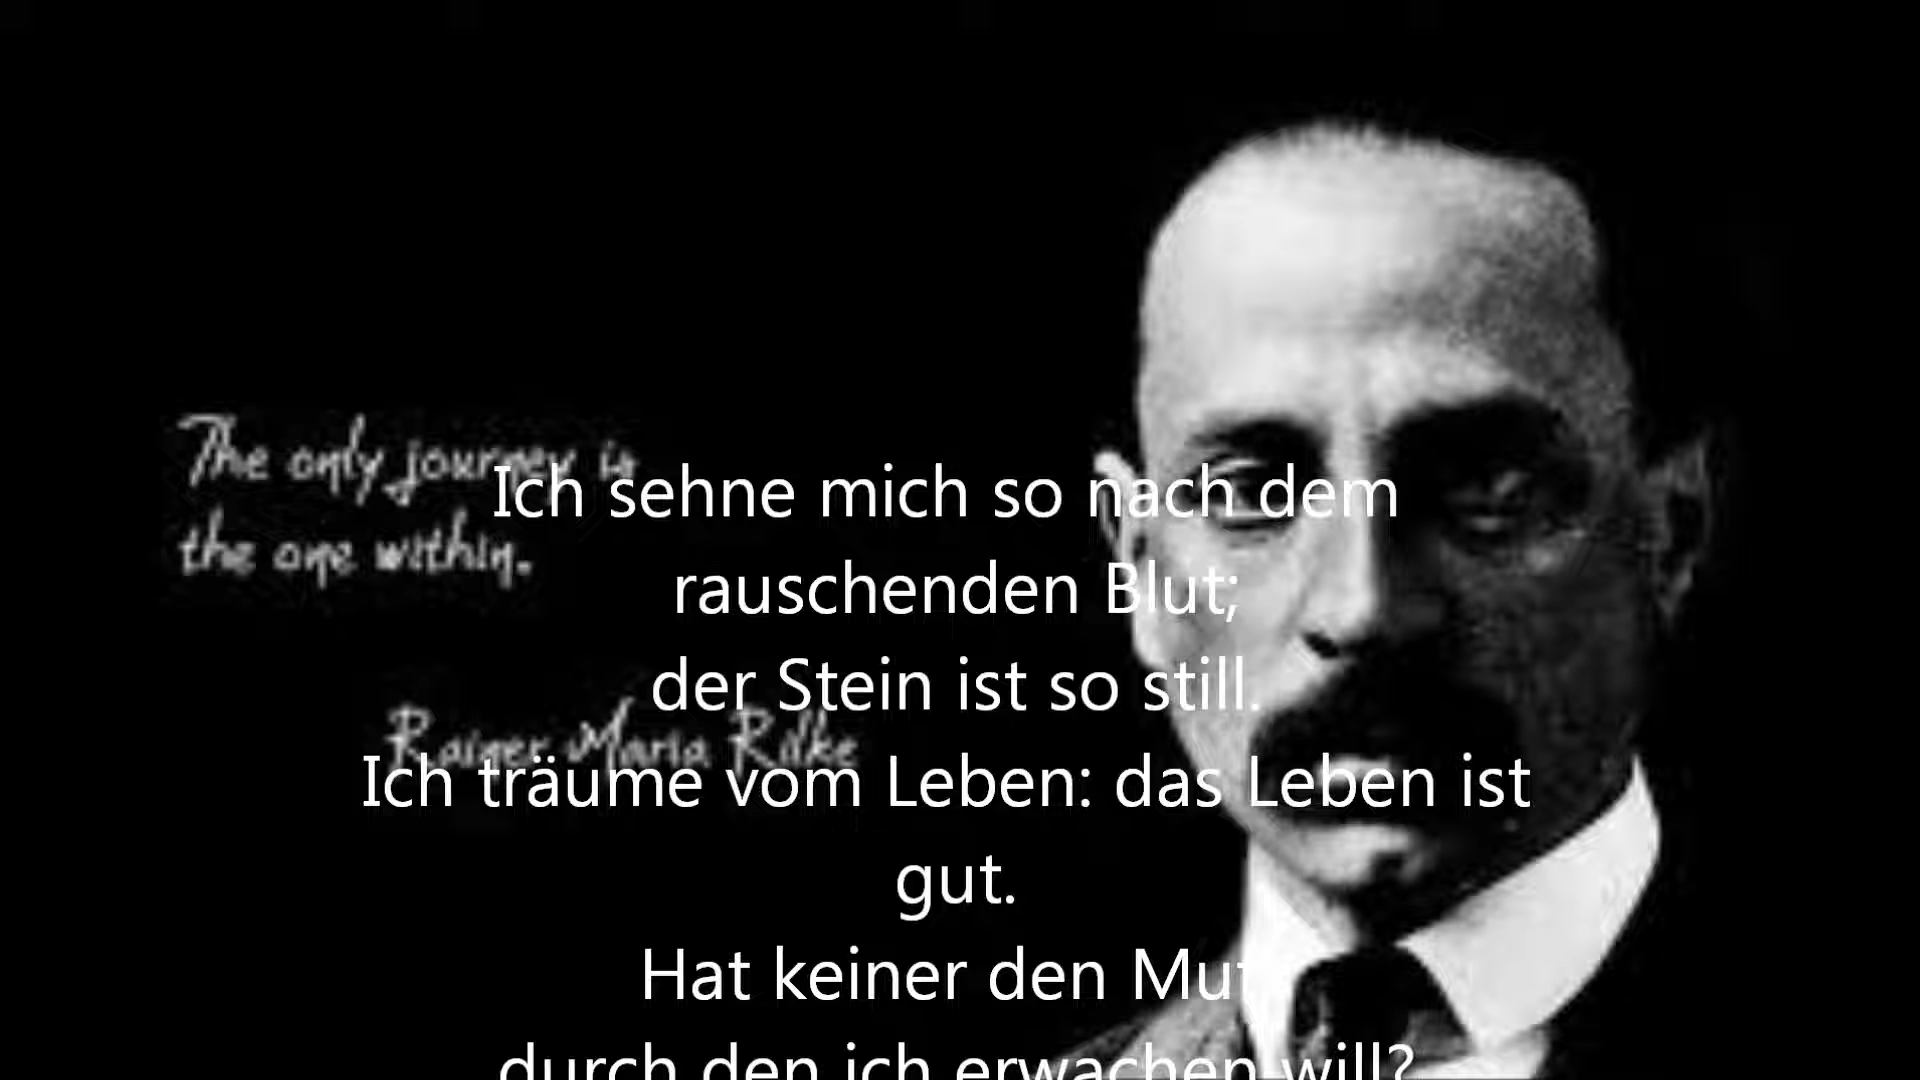 The only journey is
the one within.
Rainer Maria Rilke
Ich sehne mich so nach dem
rauschenden Blut;
der Stein ist so still.
Ich träume vom Leben: das Leben ist
gut.
Hat keiner den Mut
durch den ich erwachen will?